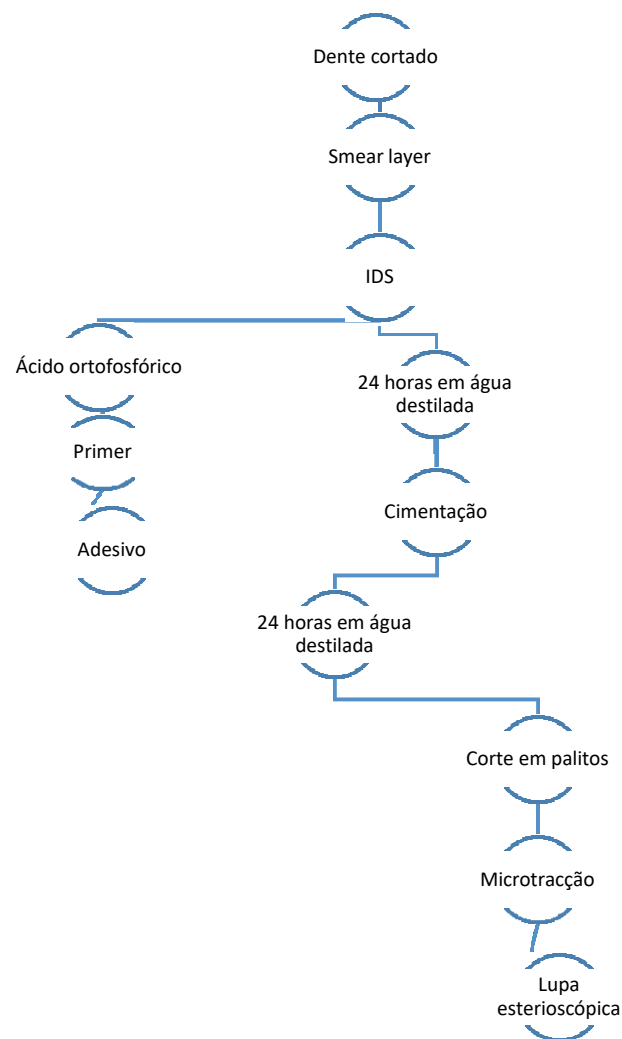 Dente cortado
Smear layer
IDS
Ácido ortofosfórico
Primer
Adesivo
24 horas em água
destilada
Cimentação
24 horas em água
destilada
Corte em palitos
Microtracção
Lupa
esterioscópica